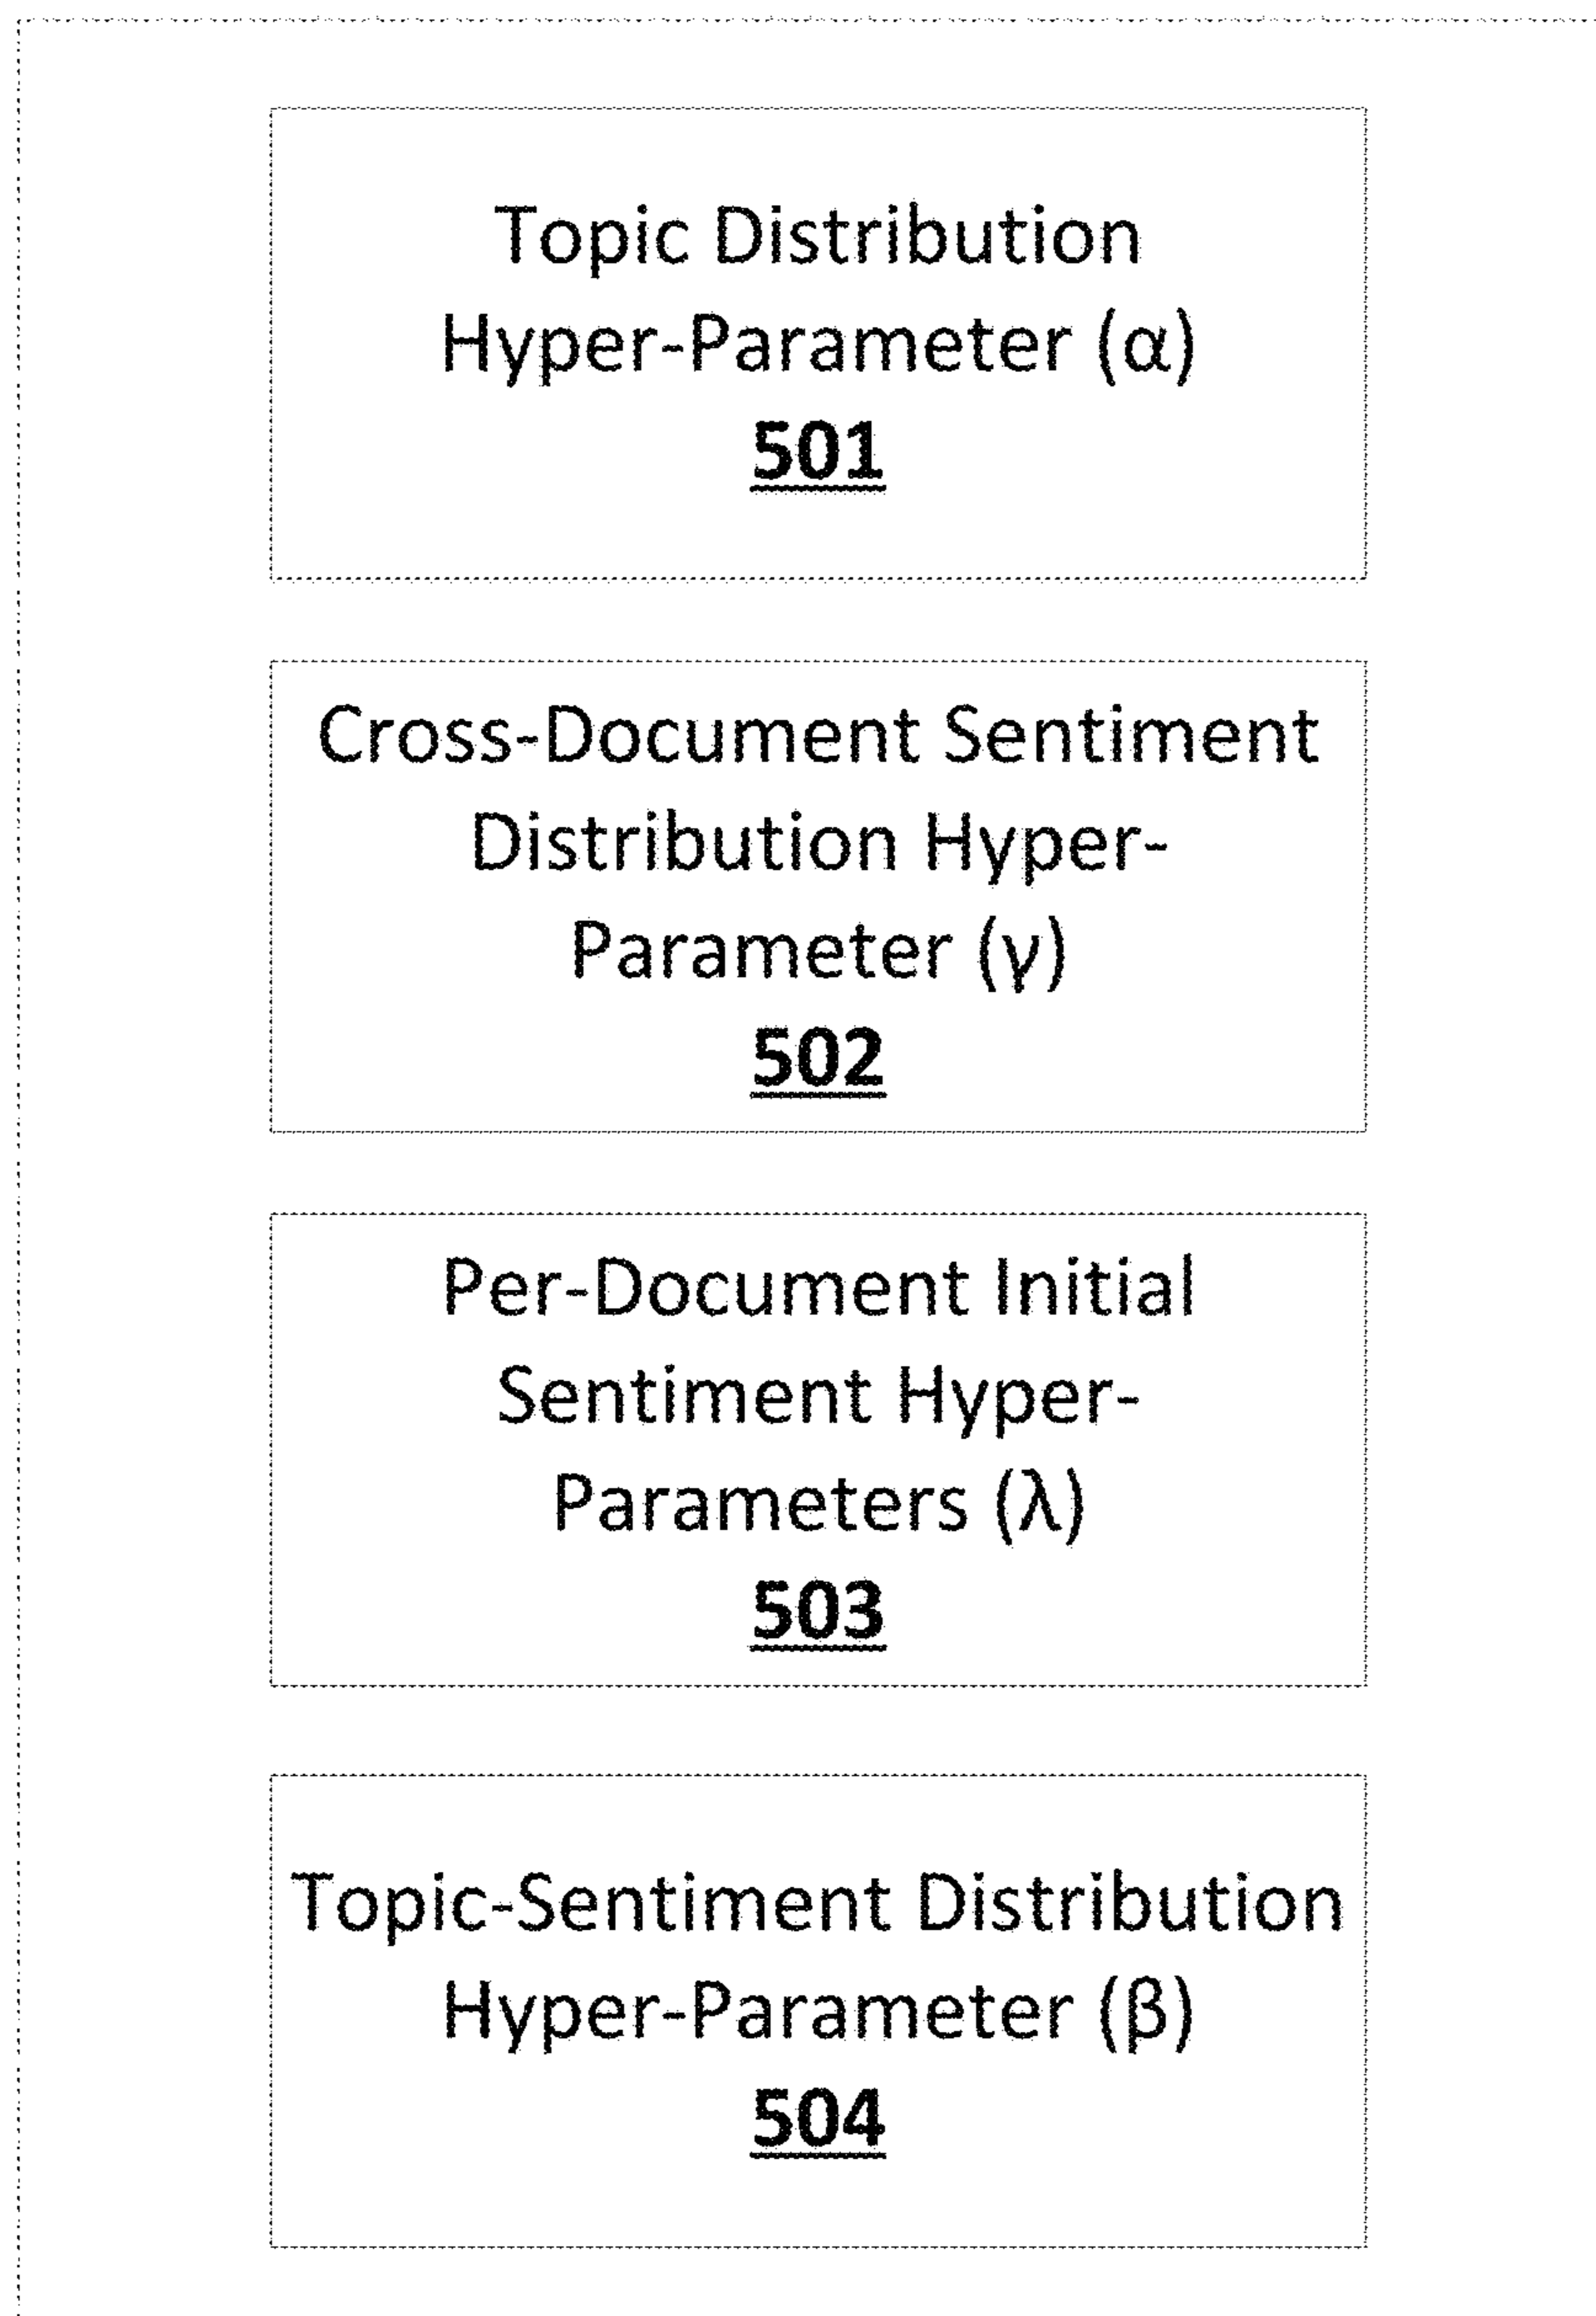 Topic Distribution
Hyper-Parameter (α)
501
Cross-Document Sentiment
Distribution Hyper-
Parameter (γ)
502
Per-Document Initial
Sentiment Hyper-
Parameters (λ)
503
Topic-Sentiment Distribution
Hyper-Parameter (β)
504